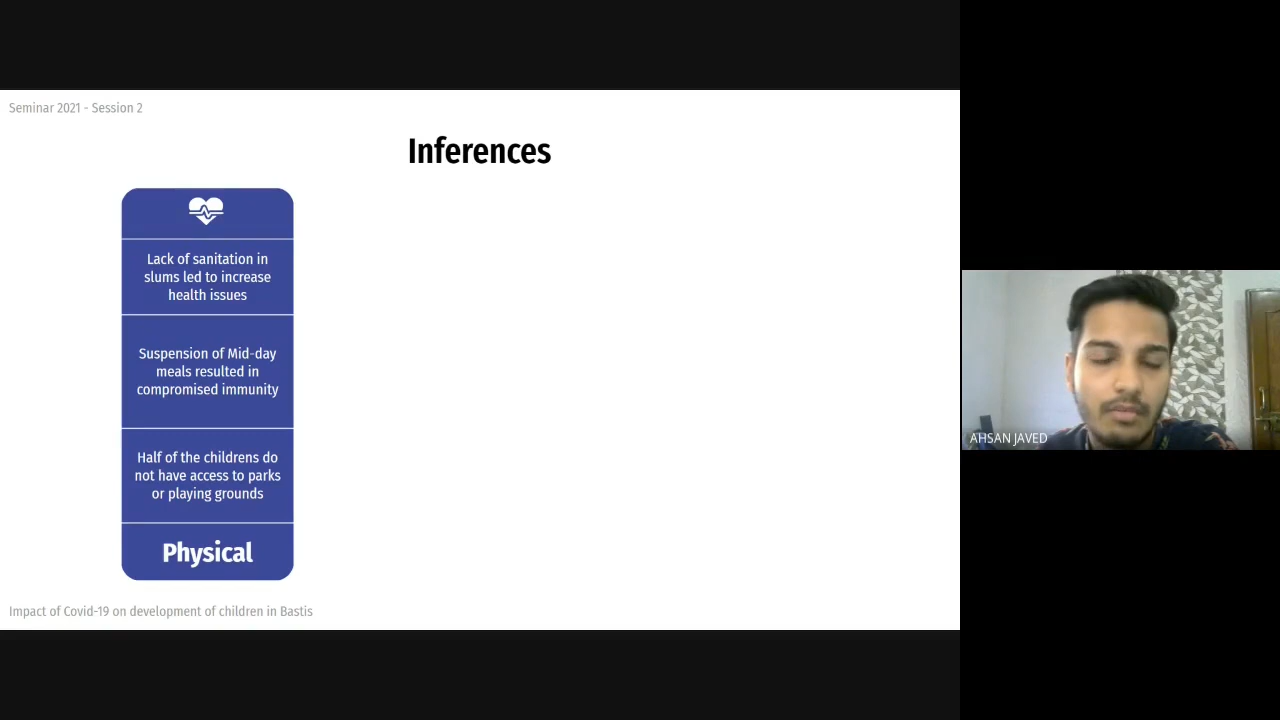 Seminar 2021 - Session 2
Inferences
Lack of sanitation in
slums led to increase
health issues
Suspension of Mid-day
meals resulted in
compromised immunity
Half of the childrens do
not have access to parks
or playing grounds
Physical
Impact of Covid-19 on development of children in Bastis
AHSAN JAVED